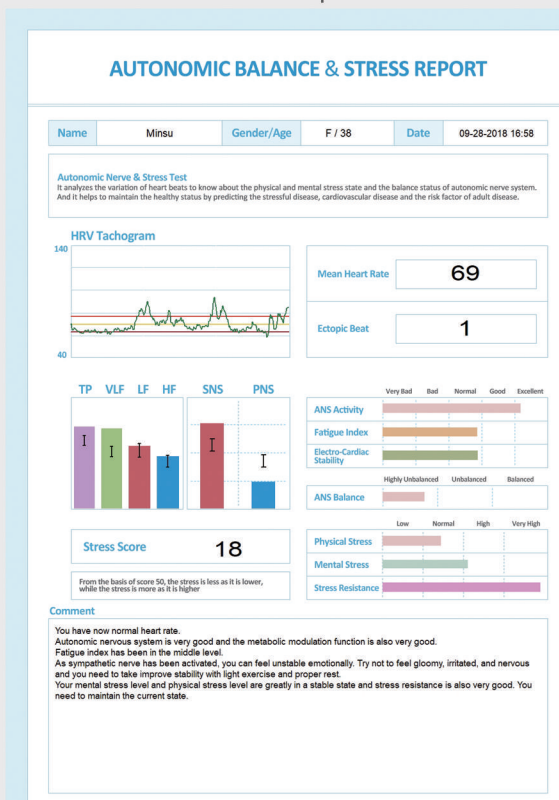 AUTONOMIC BALANCE & STRESS REPORT
Name Minsu Gender/Age F / 38 Date 09-28-2018 16:58
Autonomic Nerve & Stress Test
It analyzes the variation of heart beats to know about the physical and mental stress state and the balance status of autonomic nerve system.
And it helps to maintain the healthy status by predicting the stressful disease, cardiovascular disease and the risk factor of adult disease.
HRV Tachogram
140
40
Mean Heart Rate 69
Ectopic Beat 1
TP VLF LF HF SNS PNS
Very Bad Bad Normal Good Excellent
ANS Activity
Fatigue Index
Electro-Cardiac
Stability
Highly Unbalanced Unbalanced Balanced
ANS Balance
Low Normal High Very High
Physical Stress
Mental Stress
Stress Resistance
Stress Score 18
From the basis of score 50, the stress is less as it is lower,
while the stress is more as it is higher
Comment
You have now normal heart rate.
Autonomic nervous system is very good and the metabolic modulation function is also very good.
Fatigue index has been in the middle level.
As sympathetic nerve has been activated, you can feel unstable emotionally. Try not to feel gloomy, irritated, and nervous
and you need to take improve stability with light exercise and proper rest.
Your mental stress level and physical stress level are greatly in a stable state and stress resistance is also very good. You
need to maintain the current state.